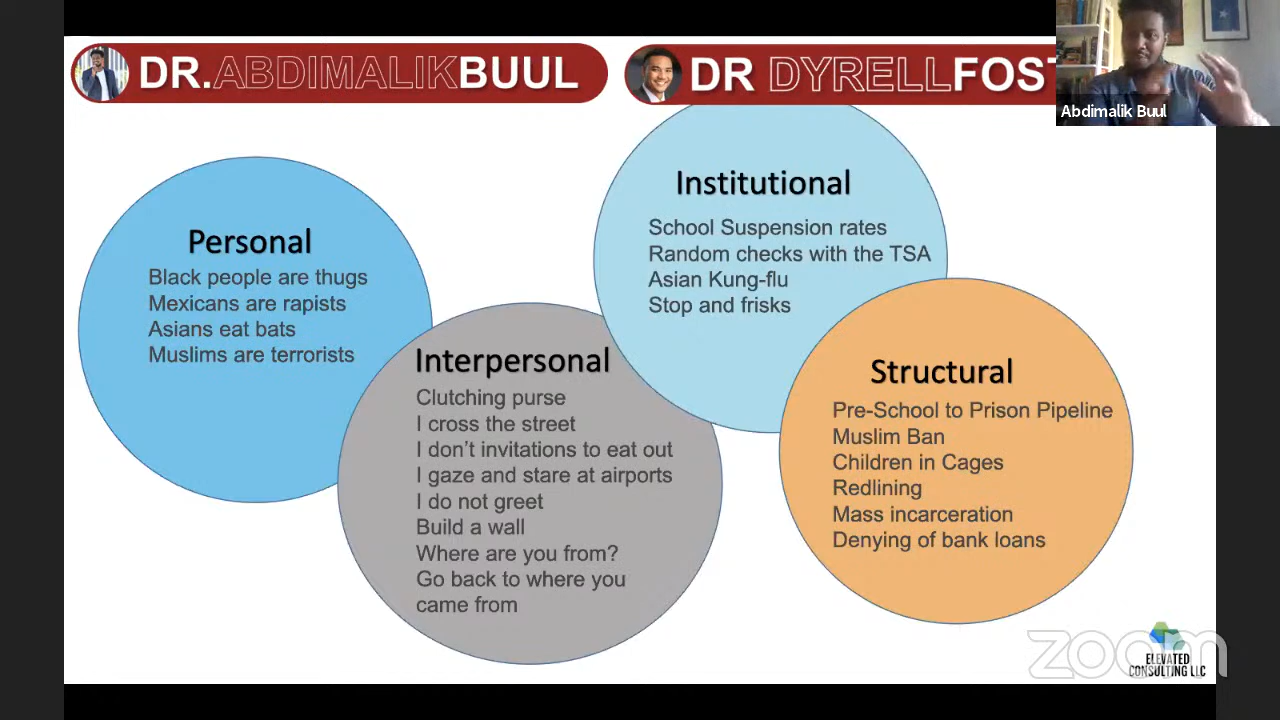 DR.ABDIMALIKBUUL
DR DYRELLFOST
Abdimalik Buul
Personal
Black people are thugs
Mexicans are rapists
Asians eat bats
Muslims are terrorists
Interpersonal
Clutching purse
I cross the street
I don’t invitations to eat out
I gaze and stare at airports
I do not greet
Build a wall
Where are you from?
Go back to where you
came from
Institutional
School Suspension rates
Random checks with the TSA
Asian Kung-flu
Stop and frisks
Structural
Pre-School to Prison Pipeline
Muslim Ban
Children in Cages
Redlining
Mass incarceration
Denying of bank loans
zoom
ELEVATED
CONSULTING LLC